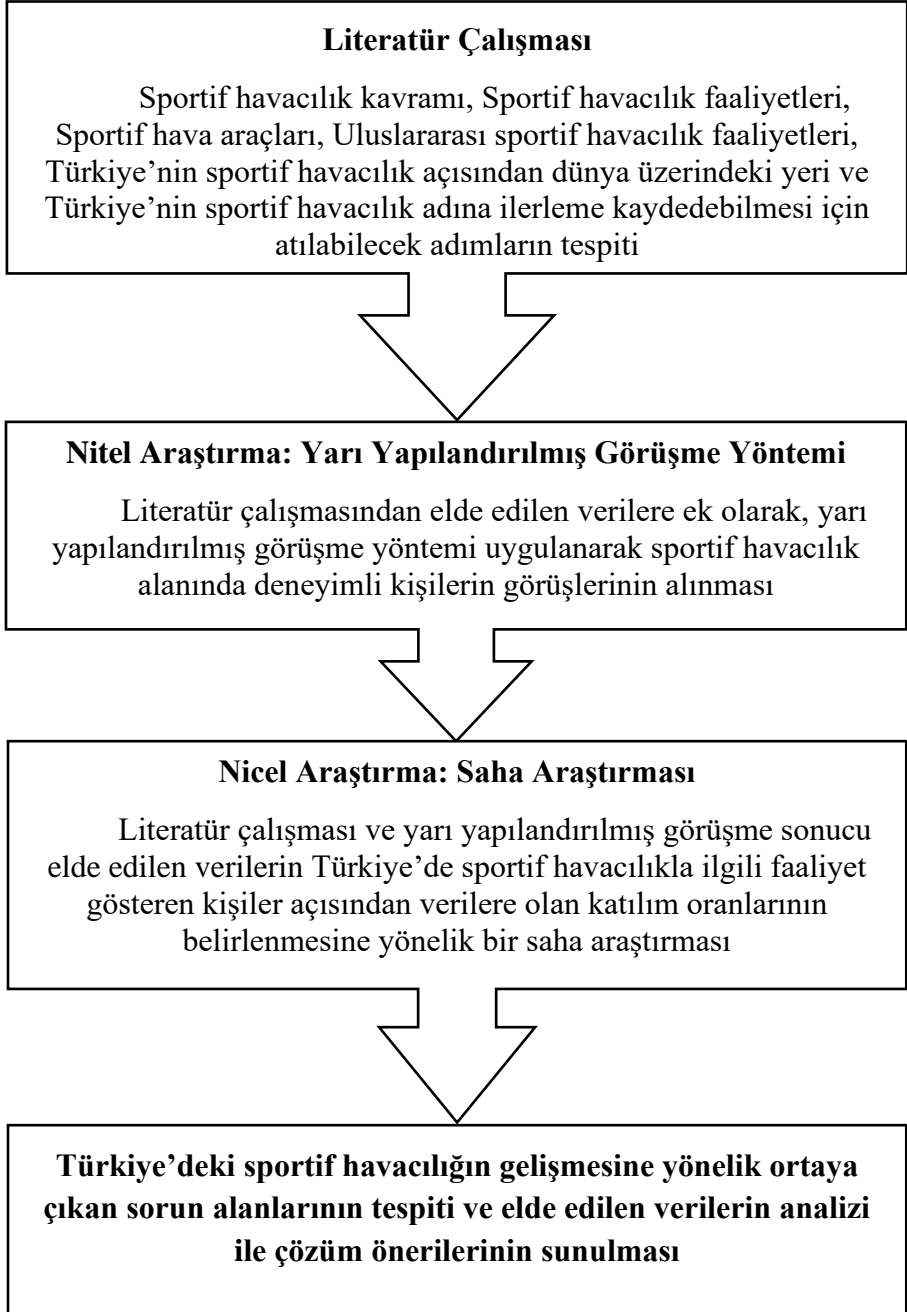 Literatür Çalışması
Sportif havacılık kavramı, Sportif havacılık faaliyetleri,
Sportif hava araçları, Uluslararası sportif havacılık faaliyetleri,
Türkiye’nin sportif havacılık açısından dünya üzerindeki yeri ve
Türkiye’nin sportif havacılık adına ilerleme kaydedebilmesi için
atılabilecek adımların tespiti
Nitel Araştırma: Yarı Yapılandırılmış Görüşme Yöntemi
Literatür çalışmasından elde edilen verilere ek olarak, yarı
yapılandırılmış görüşme yöntemi uygulanarak sportif havacılık
alanında deneyimli kişilerin görüşlerinin alınması
Nicel Araştırma: Saha Araştırması
Literatür çalışması ve yarı yapılandırılmış görüşme sonucu
elde edilen verilerin Türkiye’de sportif havacılıkla ilgili faaliyet
gösteren kişiler açısından verilere olan katılım oranlarının
belirlenmesine yönelik bir saha araştırması
Türkiye’deki sportif havacılığın gelişmesine yönelik ortaya
çıkan sorun alanlarının tespiti ve elde edilen verilerin analizi
ile çözüm önerilerinin sunulması